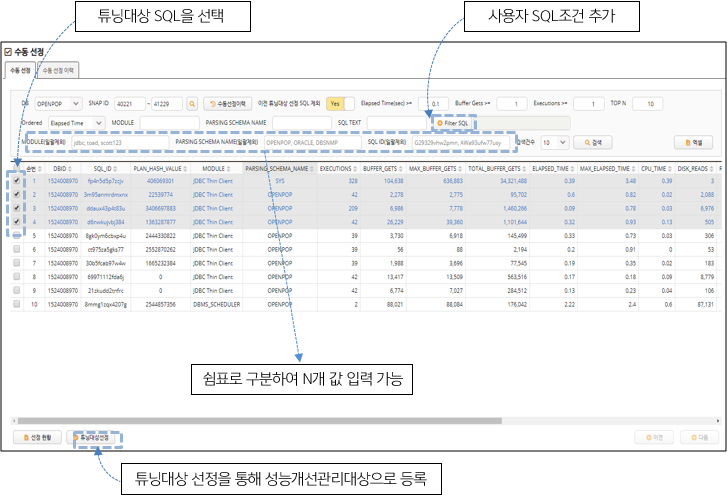 튜닝대상 SQL을 선택
사용자 SQL조건 추가
수동 선정
수동 선정 수동 선정 이력
DB OPENPOP SNAP ID 40221 ~ 41229 수동선정이력 이전 튜닝대상 선정 SQL 제외 Yes Elapsed Time(sec) >= 0.1 Buffer Gets >= 1 Executions >= 1 TOP N 10
Ordered Elapsed Time MODULE PARSING SCHEMA NAME SQL TEXT Filter SQL
MODULE(일괄제외) jdbc, toad, scott123 PARSING SCHEMA NAME(일괄제외) OPENPOP, ORACLE, DBSNMP SQL ID(일괄제외) 검색건수 10 검색 엑셀
순번 DBID SQL_ID PLAN_HASH_VALUE MODULE PARSING_SCHEMA_NAME EXECUTIONS BUFFER_GETS MAX_BUFFER_GETS TOTAL_BUFFER_GETS ELAPSED_TIME MAX_ELAPSED_TIME CPU_TIME DISK_READS
1 1524008970 fp4n5d5p7zcjv 406069301 JDBC Thin Client SYS 328 104,638 636,883 34,321,488 0.39 3.48 0.39 3
2 1524008970 3m95anmrdmxnx 22539774 JDBC Thin Client OPENPOP 42 2,278 2,775 95,702 0.6 0.82 0.02 2,088
3 1524008970 ddeux43p4d83u 3406697883 JDBC Thin Client OPENPOP 209 6,986 7,778 1,460,266 0.09 0.78 0.03 6,976
4 1524008970 d8nwkujvbj384 1363287877 JDBC Thin Client OPENPOP 42 26,229 39,360 1,101,644 0.32 0.93 0.13 505
5 1524008970 8gk0ym6cbxp4u 2444330822 JDBC Thin Client OPENPOP 39 3,730 6,918 145,499 0.33 0.73 0.03 306
6 1524008970 ct975za5gka77 2552870262 JDBC Thin Client OPENPOP 39 56 88 2,194 0.2 0.91 0 53
7 1524008970 30b5fcab97w4w 1665232384 JDBC Thin Client OPENPOP 39 1,988 3,696 77,545 0.19 0.35 0.02 183
8 1524008970 69971112fda6j 0 JDBC Thin Client OPENPOP 42 13,417 13,509 563,516 0.17 0.18 0.09 8,779
9 1524008970 21zkudd2tnfrc 0 JDBC Thin Client OPENPOP 42 6,774 7,027 284,512 0.13 0.23 0.04 106
10 1524008970 8mmg1zqx4207g 2544857356 DBMS_SCHEDULER OPENPOP 2 88,021 88,084 176,042 2.22 2.4 0.6 87,131
쉼표로 구분하여 N개 값 입력 가능
선정 현황 튜닝대상선정 이전 다음
튜닝대상 선정을 통해 성능개선관리대상으로 등록